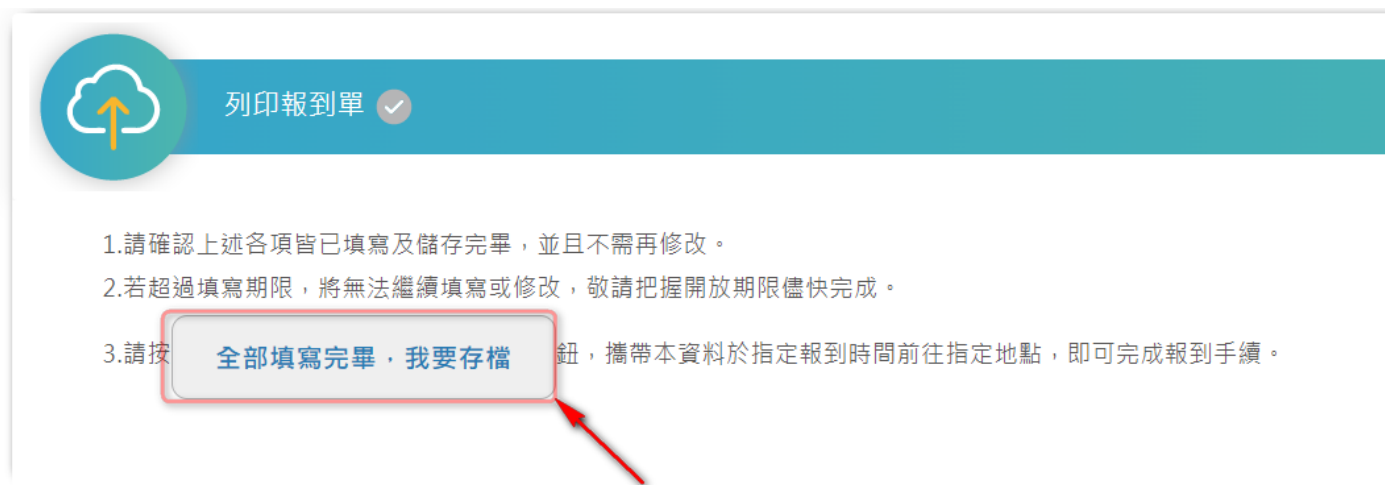 列印報到單
1.請確認上述各項皆已填寫及儲存完畢，並且不需再修改。
2.若超過填寫期限，將無法繼續填寫或修改，敬請把握開放期限儘快完成。
3.請按 全部填寫完畢，我要存檔 鈕，攜帶本資料於指定報到時間前往指定地點，即可完成報到手續。